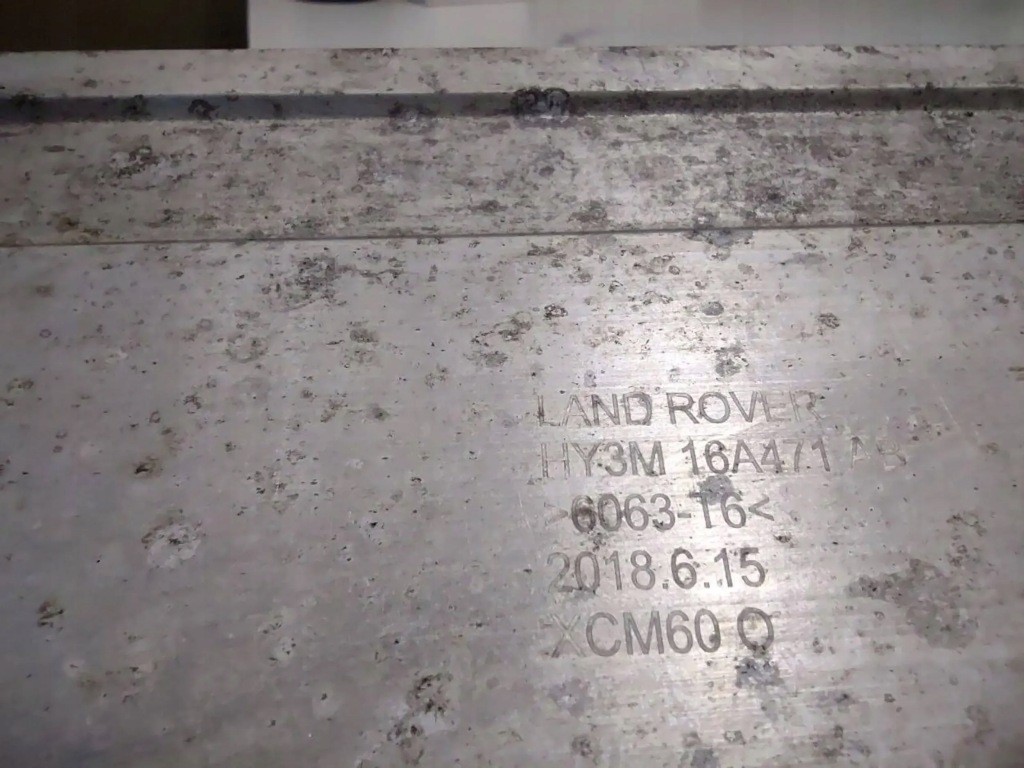 LAND ROVER
HY3M 16A471 AB
>6063-T6<
2018.6.15
XCM60 Q